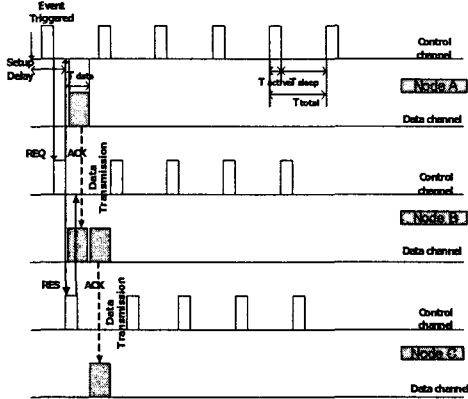 Event
Triggered
Control
channel
Setup
Delay
T data
T active
T sleep
T total
Node A
Data channel
REQ
ACK
Data
Transmission
Control
channel
Node B
Data channel
RES
ACK
Data
Transmission
Control
channel
Node C
Data channel